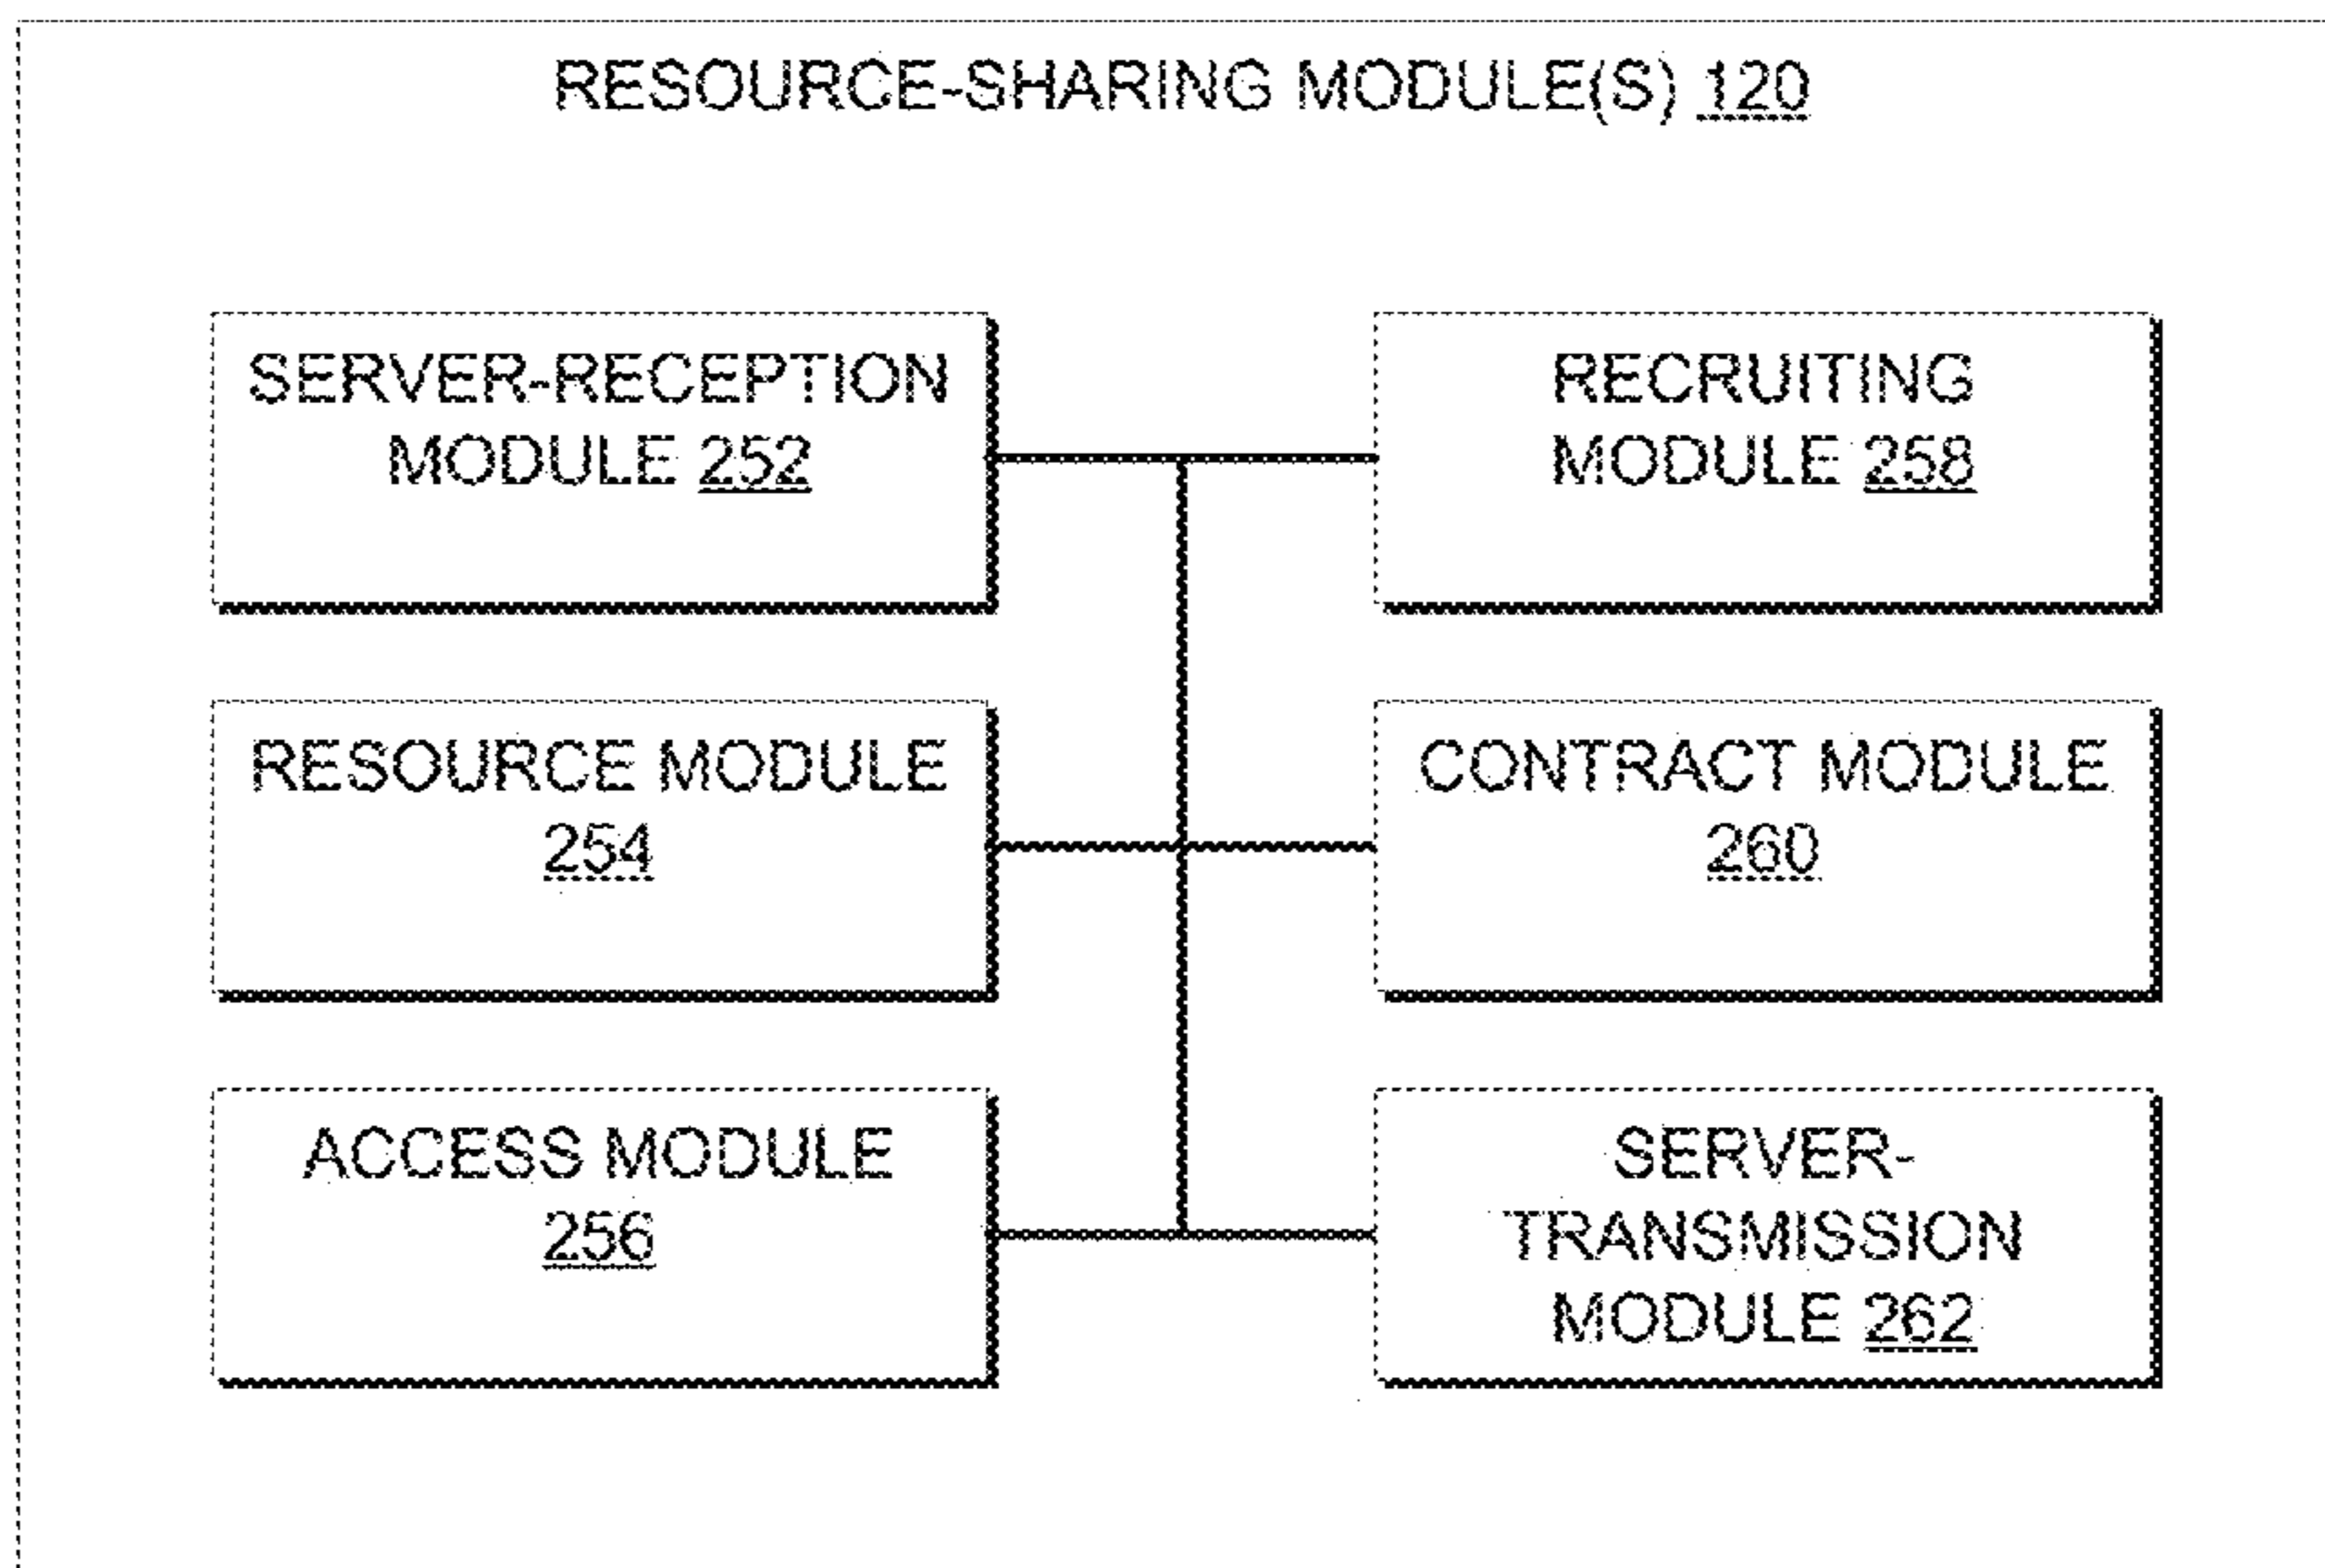 RESOURCE-SHARING MODULE(S) 120
SERVER-RECEPTION
MODULE 252
RESOURCE MODULE
254
ACCESS MODULE
256
RECRUITING
MODULE 258
CONTRACT MODULE
260
SERVER-
TRANSMISSION
MODULE 262